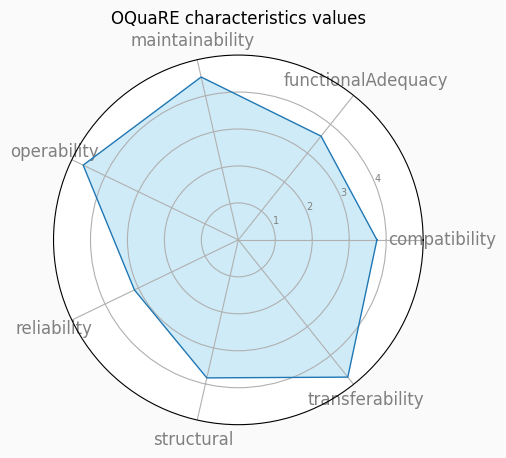 OQuaRE characteristics values
maintainability
functionalAdequacy
operability
4
3
2
1
compatibility
reliability
transferability
structural